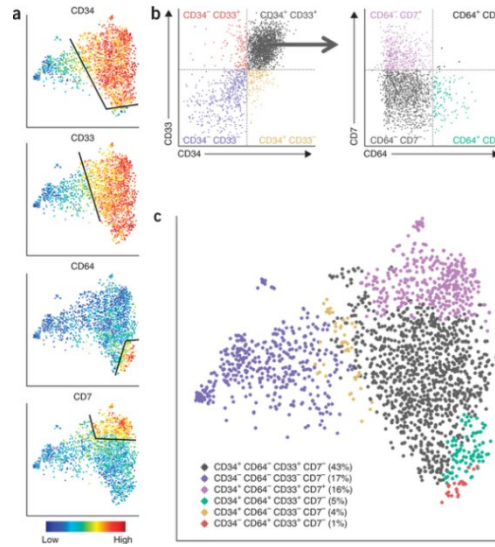 a
CD34
CD33
CD64
CD7
Low High
b
CD34⁻ CD33⁺ CD34⁺ CD33⁺
CD34⁻ CD33⁻ CD34⁺ CD33⁻
CD33
CD34
CD64⁻ CD7⁺ CD64⁺ CD7
CD64⁻ CD7⁻ CD64⁺ CD
CD7
CD64
c
CD34⁺ CD64⁻ CD33⁺ CD7⁻ (43%)
CD34⁻ CD64⁻ CD33⁻ CD7⁻ (17%)
CD34⁺ CD64⁻ CD33⁺ CD7⁺ (16%)
CD34⁺ CD64⁺ CD33⁺ CD7⁻ (5%)
CD34⁺ CD64⁻ CD33⁻ CD7⁻ (4%)
CD34⁻ CD64⁺ CD33⁺ CD7⁻ (1%)